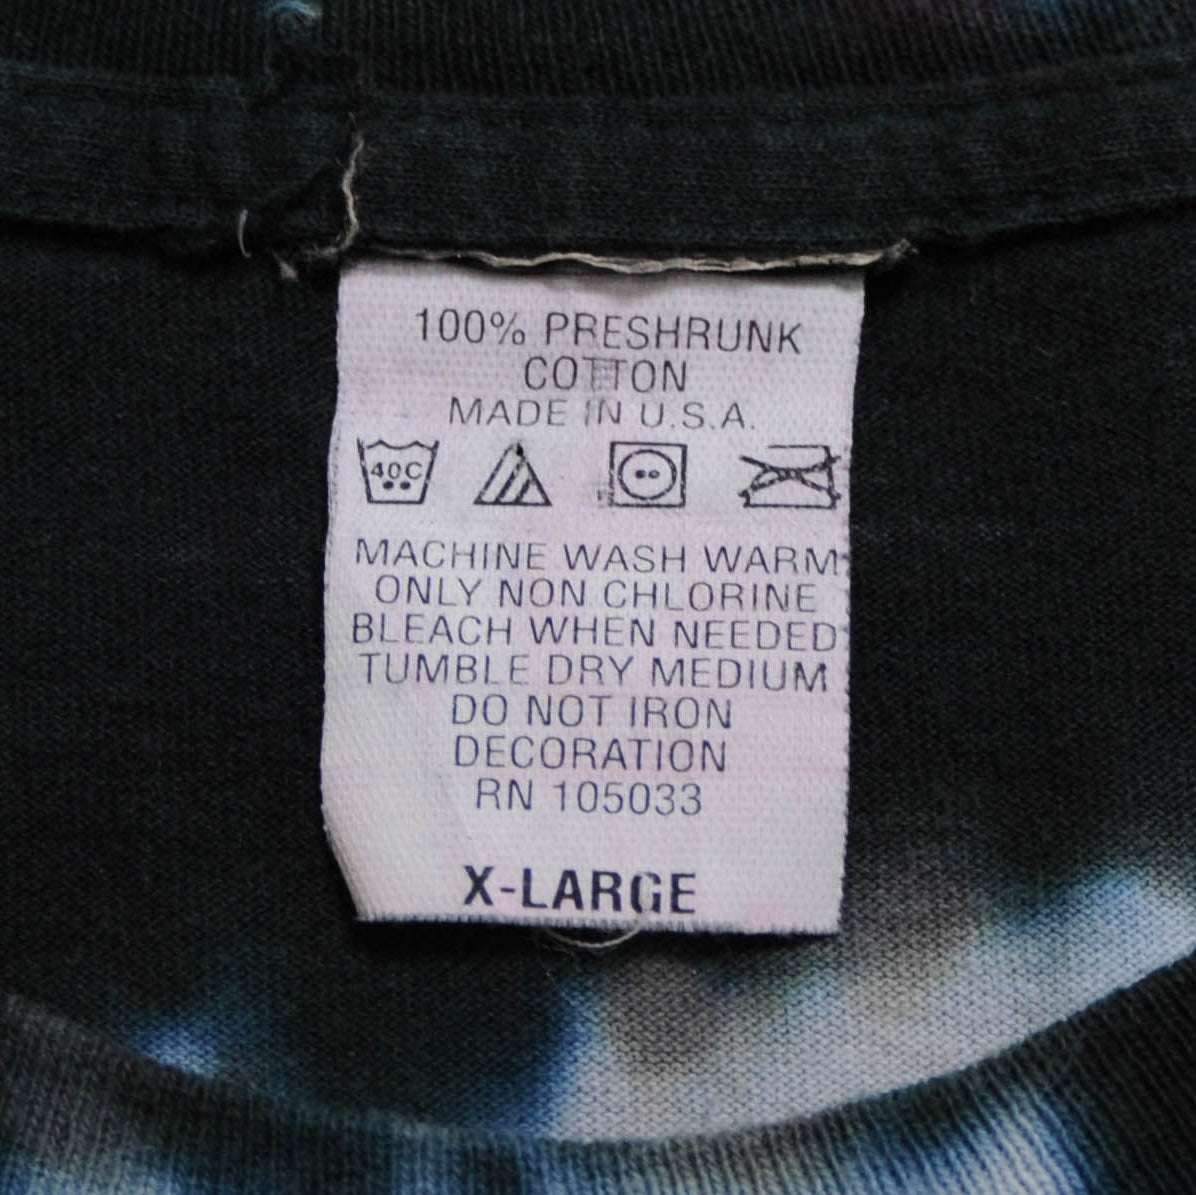 100% PRESHRUNK
COTTON
MADE IN U.S.A.
40C
MACHINE WASH WARM
ONLY NON CHLORINE
BLEACH WHEN NEEDED
TUMBLE DRY MEDIUM
DO NOT IRON
DECORATION
RN 105033
X-LARGE